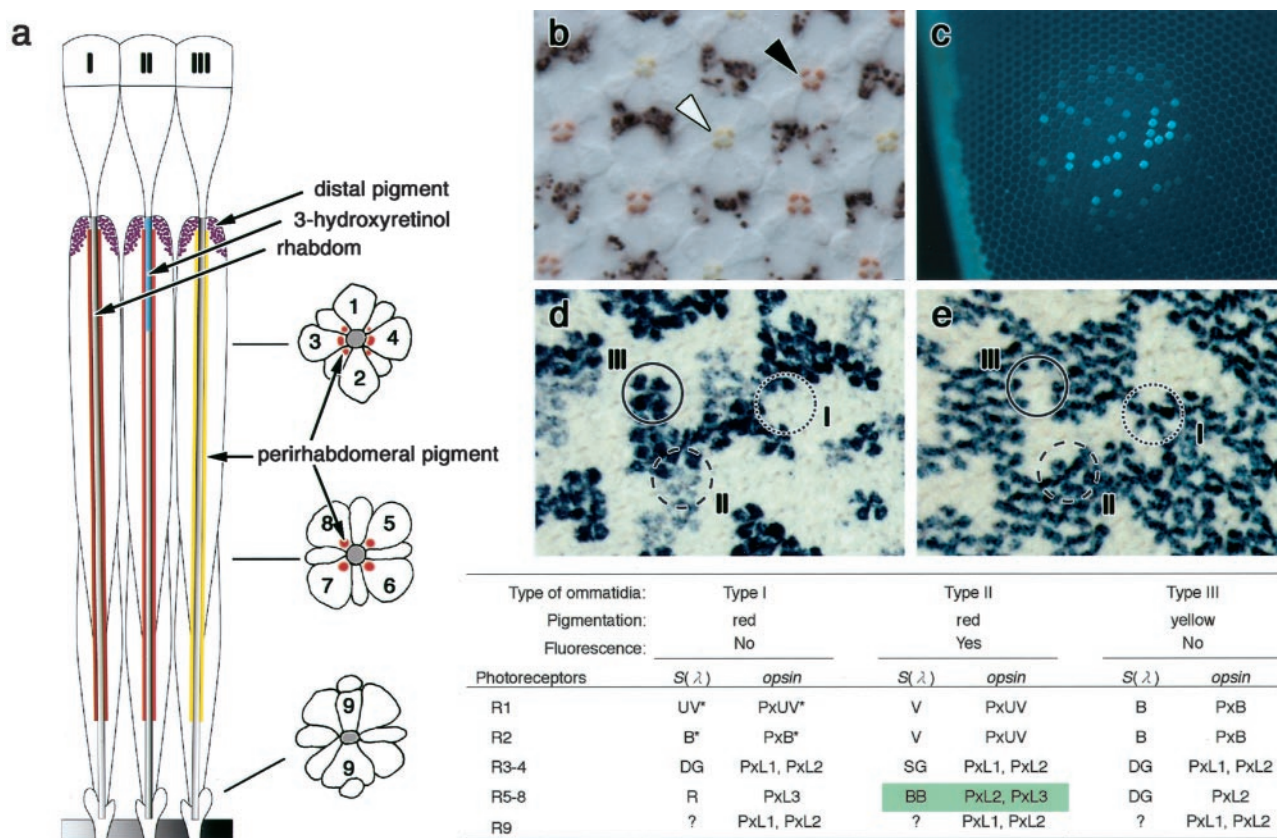 a
I II III
distal pigment
3-hydroxyretinol
rhabdom
1
3 4
2
perirhabdomeral pigment
8 5
7 6
9
9
b
c
d
III
I
II
e
III
I
II
Type of ommatidia: Type I Type II Type III
Pigmentation: red red yellow
Fluorescence: No Yes No
Photoreceptors S(λ) opsin S(λ) opsin S(λ) opsin
R1 UV* PxUV* V PxUV B PxB
R2 B* PxB* V PxUV B PxB
R3-4 DG PxL1, PxL2 SG PxL1, PxL2 DG PxL1, PxL2
R5-8 R PxL3 BB PxL2, PxL3 DG PxL2
R9 ? PxL1, PxL2 ? PxL1, PxL2 ? PxL1, PxL2